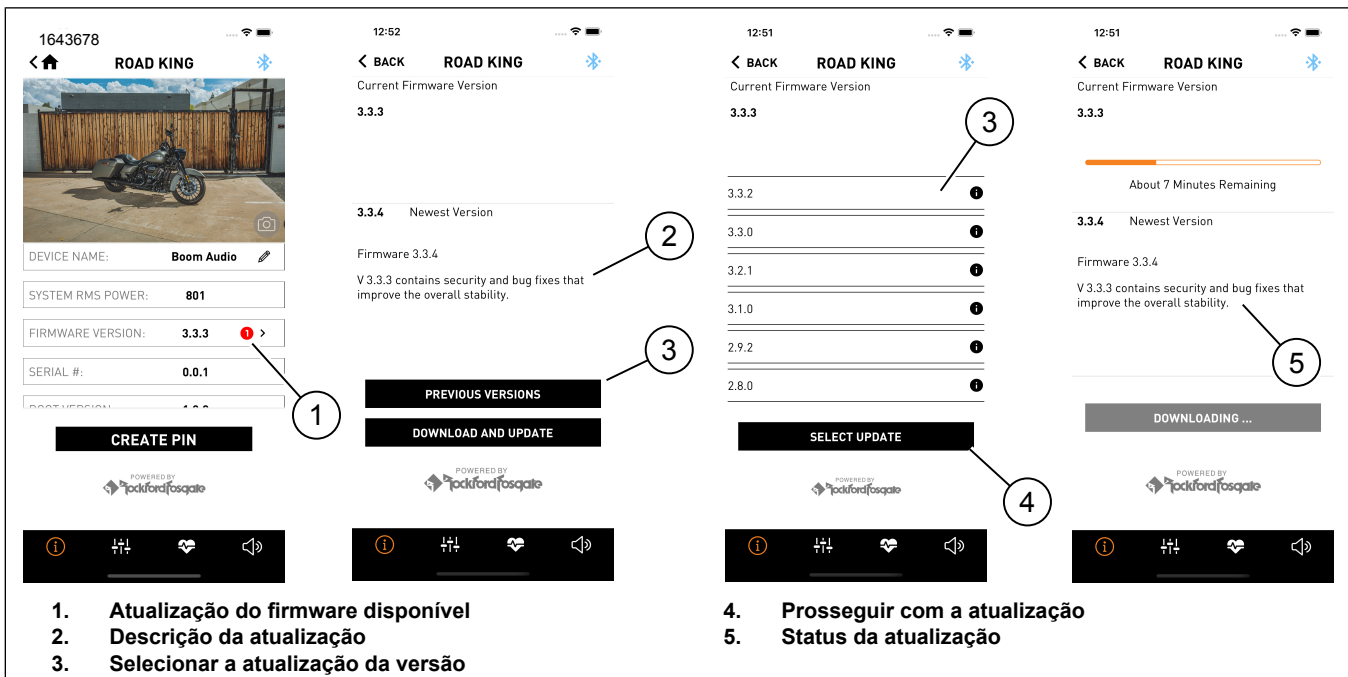 1643678
ROAD KING
DEVICE NAME: Boom Audio
SYSTEM RMS POWER: 801
FIRMWARE VERSION: 3.3.3 1 >
SERIAL #: 0.0.1
1
CREATE PIN
POWERED BY
Rockford Fosgate
12:52
< BACK ROAD KING
Current Firmware Version
3.3.3
3.3.4 Newest Version
2
Firmware 3.3.4
V 3.3.3 contains security and bug fixes that
improve the overall stability.
3
PREVIOUS VERSIONS
DOWNLOAD AND UPDATE
POWERED BY
Rockford Fosgate
12:51
< BACK ROAD KING
Current Firmware Version
3.3.3
3
3.3.2
3.3.0
3.2.1
3.1.0
2.9.2
2.8.0
SELECT UPDATE
4
POWERED BY
Rockford Fosgate
12:51
< BACK ROAD KING
Current Firmware Version
3.3.3
About 7 Minutes Remaining
3.3.4 Newest Version
Firmware 3.3.4
V 3.3.3 contains security and bug fixes that
improve the overall stability.
5
DOWNLOADING ...
POWERED BY
Rockford Fosgate
1. Atualização do firmware disponível
2. Descrição da atualização
3. Selecionar a atualização da versão
4. Prosseguir com a atualização
5. Status da atualização